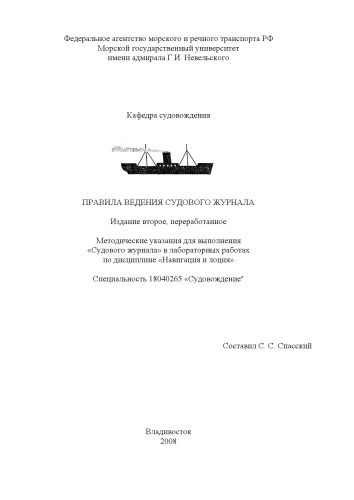 Федеральное агентство морского и речного транспорта РФ
Морской государственный университет
имени адмирала Г.И. Невельского
Кафедра судовождения
ПРАВИЛА ВЕДЕНИЯ СУДОВОГО ЖУРНАЛА
Издание второе, переработанное
Методические указания для выполнения
«Судового журнала» в лабораторных работах
по дисциплине «Навигация и лоция»
Специальность 18040265 «Судовождение"
Составил С. С. Спасский
Владивосток
2008